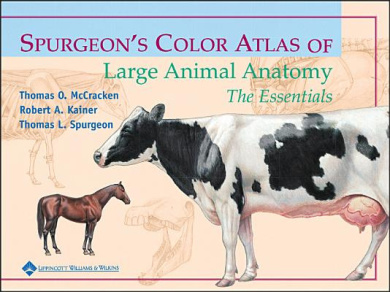 SPURGEON'S COLOR ATLAS OF
Large Animal Anatomy
The Essentials
Thomas O. McCracken
Robert A. Kainer
Thomas L. Spurgeon
LIPPINCOTT WILLIAMS & WILKINS